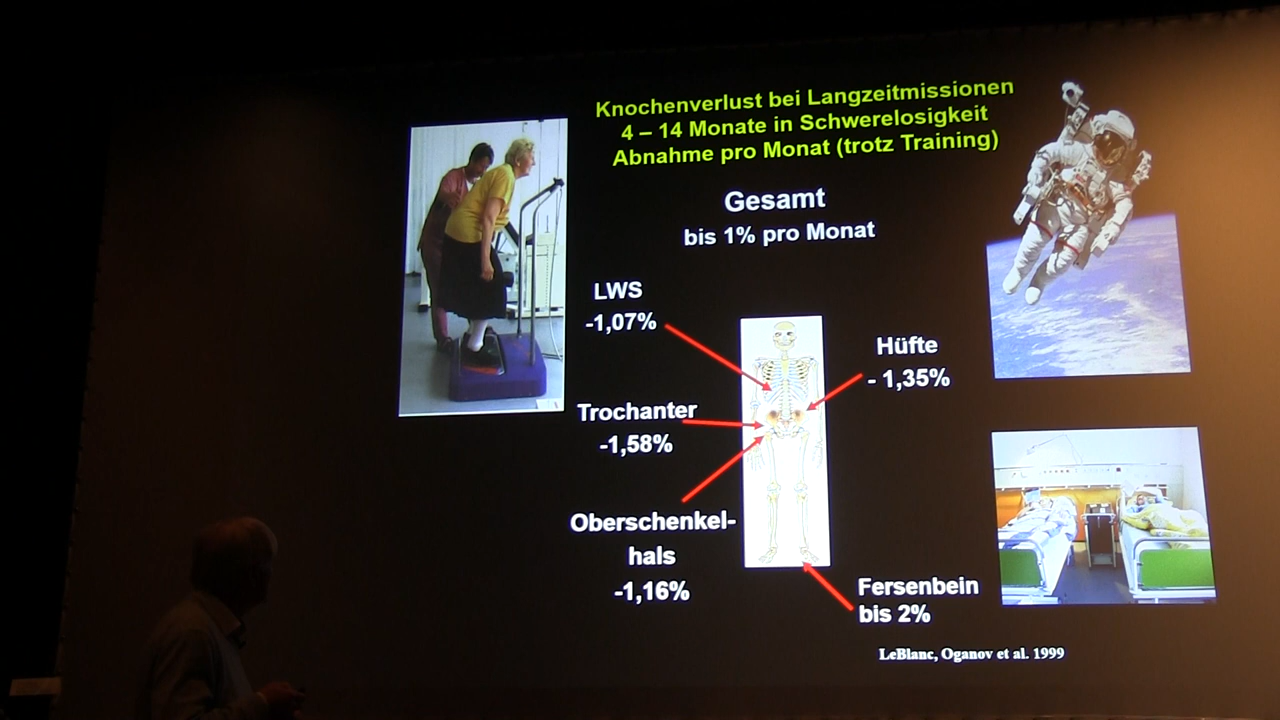 Knochenverlust bei Langzeitmissionen
4 – 14 Monate in Schwerelosigkeit
Abnahme pro Monat (trotz Training)
Gesamt
bis 1% pro Monat
LWS
-1,07%
Hüfte
- 1,35%
Trochanter
-1,58%
Oberschenkel-
hals
-1,16%
Fersenbein
bis 2%
LeBlanc, Oganov et al. 1999